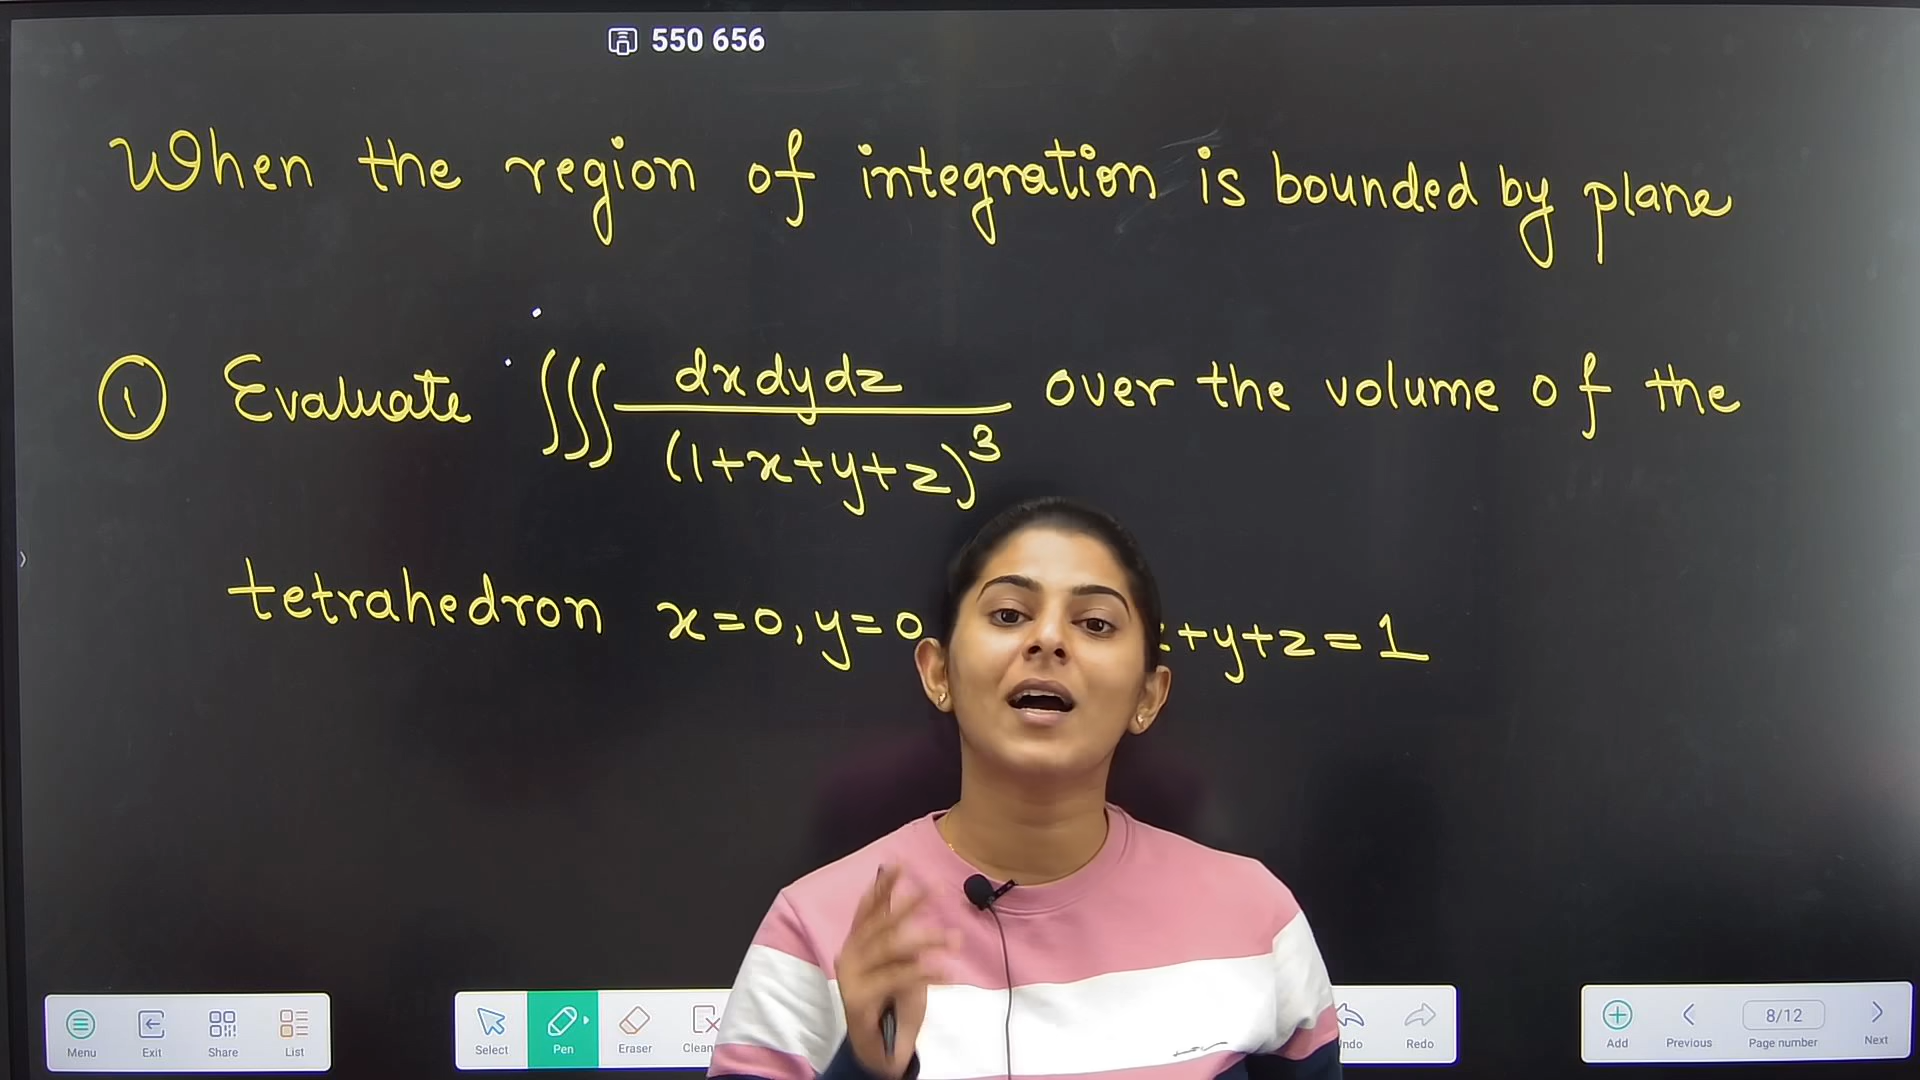 550 656
When the region of integration is bounded by plane
① Evaluate ∭ dxdydz / (1+x+y+z)³ over the volume of the
tetrahedron x=0, y=0 +y+z=1
Menu Exit Share List Select Pen Eraser Clean Redo Add Previous 8/12 Page number Next